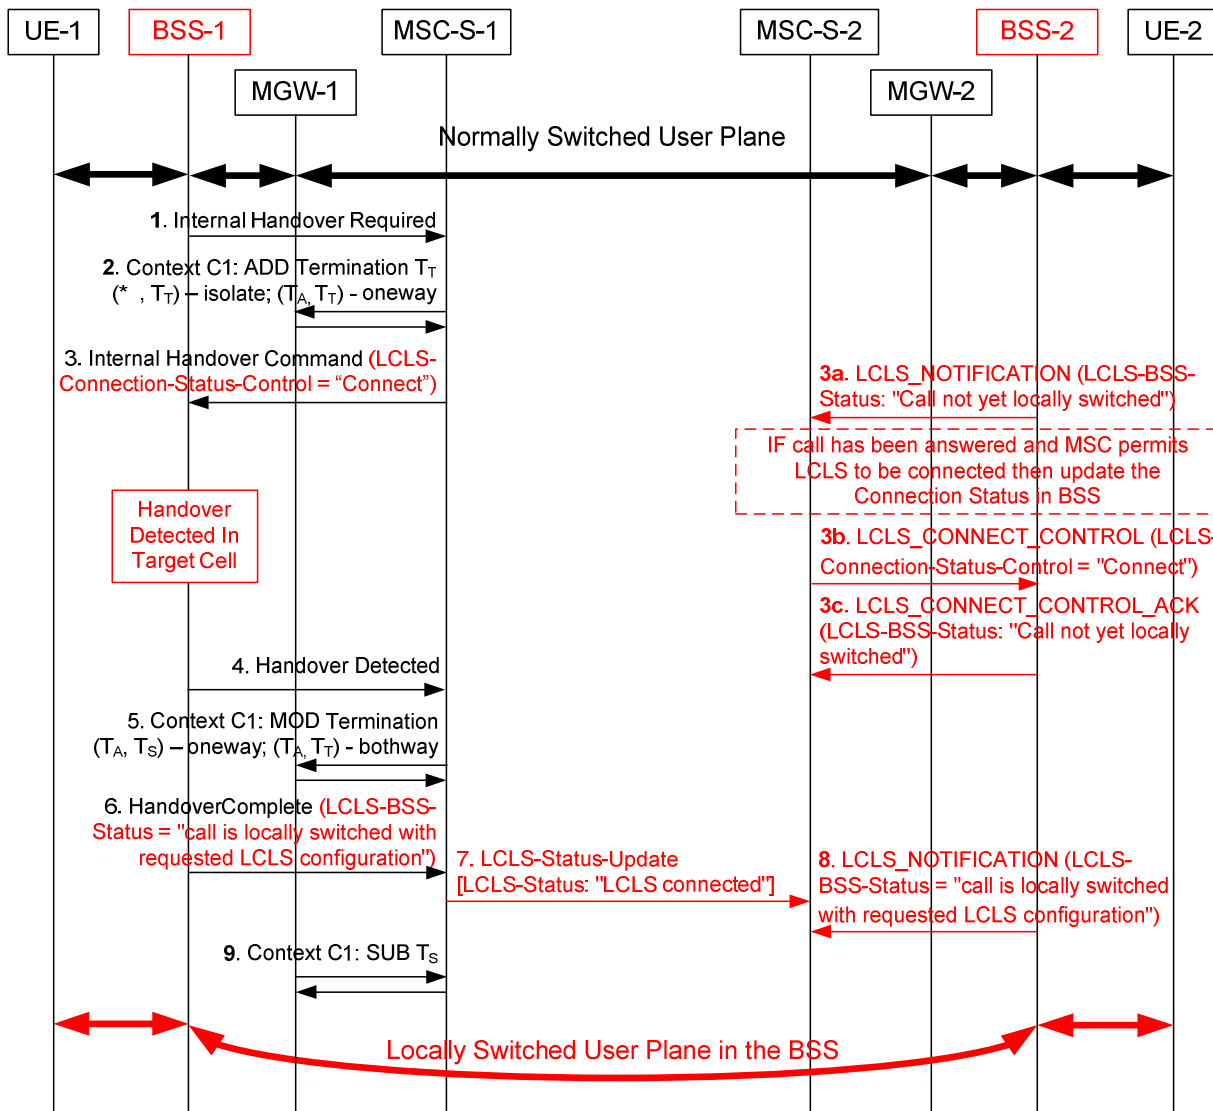 UE-1
BSS-1
MSC-S-1
MSC-S-2
BSS-2
UE-2
MGW-1
MGW-2
Normally Switched User Plane
1. Internal Handover Required
2. Context C1: ADD Termination TT
(* , TT) – isolate; (TA, TT) - oneway
3. Internal Handover Command (LCLS-
Connection-Status-Control = “Connect”)
3a. LCLS_NOTIFICATION (LCLS-BSS-
Status: "Call not yet locally switched")
IF call has been answered and MSC permits
LCLS to be connected then update the
Connection Status in BSS
Handover
Detected In
Target Cell
3b. LCLS_CONNECT_CONTROL (LCLS-
Connection-Status-Control = "Connect")
3c. LCLS_CONNECT_CONTROL_ACK
(LCLS-BSS-Status: "Call not yet locally
switched")
4. Handover Detected
5. Context C1: MOD Termination
(TA, TS) – oneway; (TA, TT) - bothway
6. HandoverComplete (LCLS-BSS-
Status = "call is locally switched with
requested LCLS configuration")
7. LCLS-Status-Update
[LCLS-Status: "LCLS connected"]
8. LCLS_NOTIFICATION (LCLS-
BSS-Status = "call is locally switched
with requested LCLS configuration")
9. Context C1: SUB TS
Locally Switched User Plane in the BSS